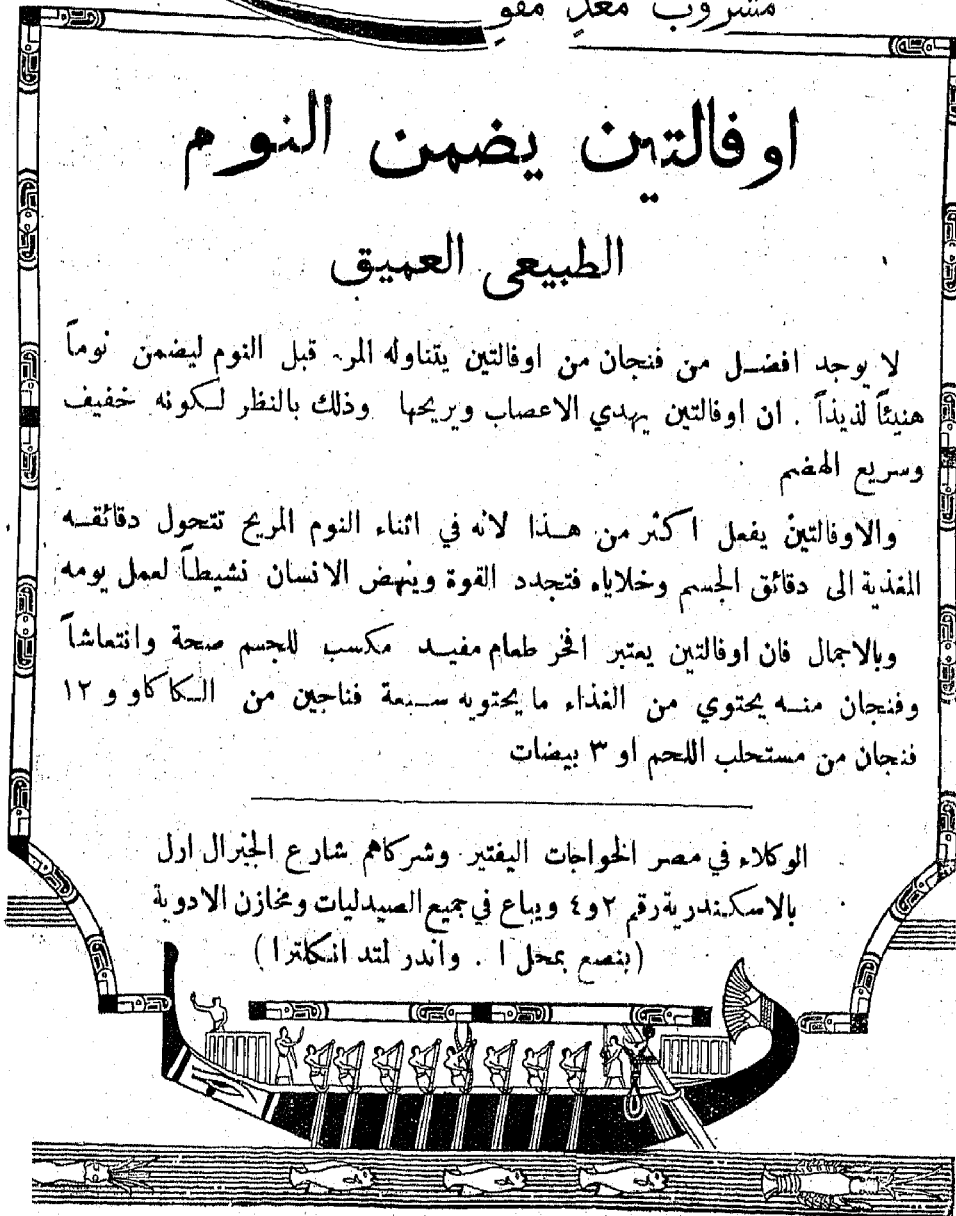 مشروب مغذٍ مقوٍ
اوفالتين يضمن النوم
الطبيعى العميق
لا يوجد افضل من فنجان من اوفالتين يتناوله المرء قبل النوم ليضمن نوماً
هنيئاً لذيذاً . ان اوفالتين يهدي الاعصاب ويريحها وذلك بالنظر لكونه خفيف
وسريع الهضم
والاوفالتين يفعل اكثر من هذا لانه في اثناء النوم المريح تتحول دقائقه
المغذية الى دقائق الجسم وخلاياه فتجدد القوة وينهض الانسان نشيطاً لعمل يومه
وبالاجمال فان اوفالتين يعتبر افخر طعام مفيد مكسب للجسم صحة وانتعاشاً
وفنجان منه يحتوي من الغذاء ما يحتويه سبعة فناجين من الكاكاو و ١٢
فنجان من مستحلب اللحم او ٣ بيضات
الوكلاء في مصر الخواجات اليفتير وشركاهم شارع الجنرال ارل
بالاسكندرية رقم ٢ و٤ ويباع في جميع الصيدليات ومخازن الادوية
(بنصع بمحل ا . واندر لمتد انكلترا)